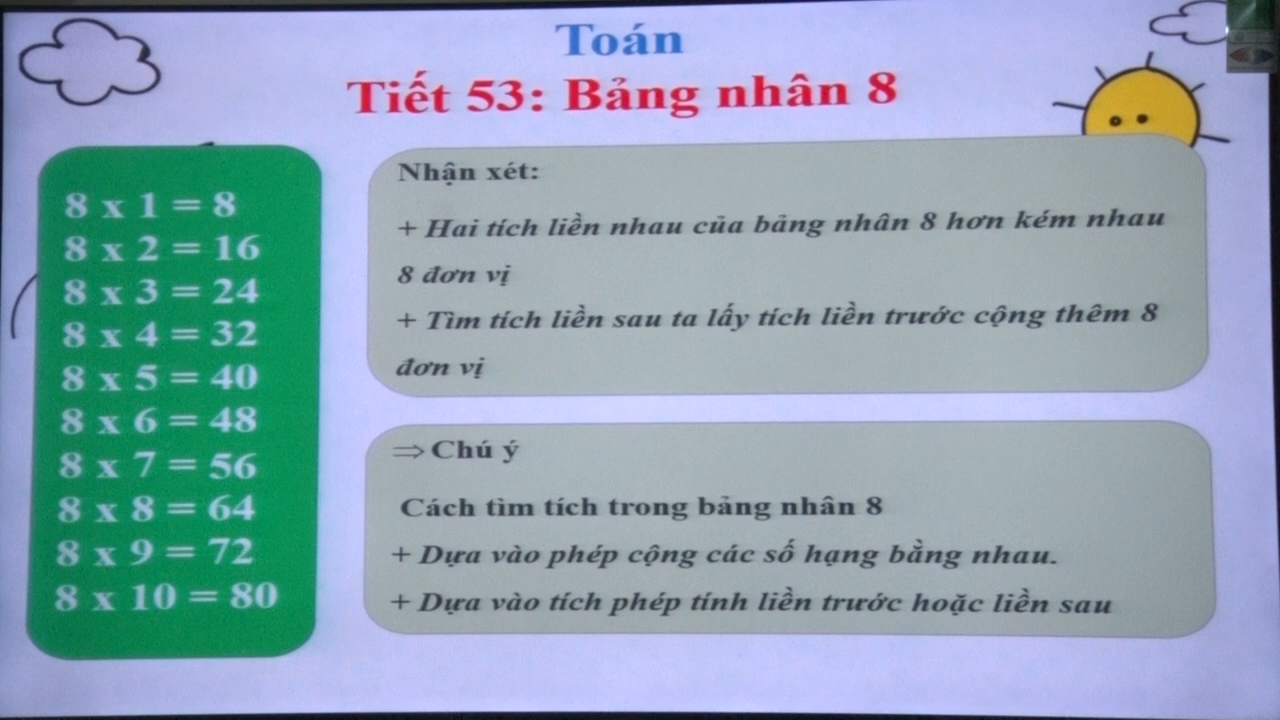 Toán
Tiết 53: Bảng nhân 8
8 x 1 = 8
8 x 2 = 16
8 x 3 = 24
8 x 4 = 32
8 x 5 = 40
8 x 6 = 48
8 x 7 = 56
8 x 8 = 64
8 x 9 = 72
8 x 10 = 80
Nhận xét:
+ Hai tích liền nhau của bảng nhân 8 hơn kém nhau
8 đơn vị
+ Tìm tích liền sau ta lấy tích liền trước cộng thêm 8
đơn vị
⇒ Chú ý
Cách tìm tích trong bảng nhân 8
+ Dựa vào phép cộng các số hạng bằng nhau.
+ Dựa vào tích phép tính liền trước hoặc liền sau